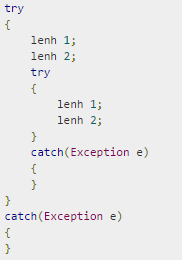 try
{
    lenh 1;
    lenh 2;
    try
    {
        lenh 1;
        lenh 2;
    }
    catch(Exception e)
    {
    }
}
catch(Exception e)
{
}